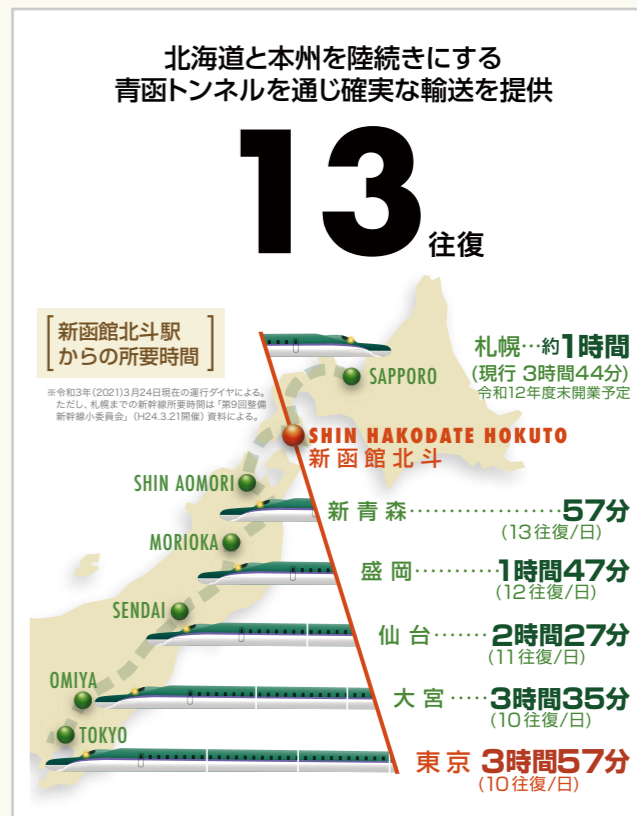 北海道と本州を陸続きにする
青函トンネルを通じ確実な輸送を提供
13往復
新函館北斗駅
からの所要時間
※令和3年(2021)3月24日現在の運行ダイヤによる。
ただし、札幌までの新幹線所要時間は「第9回整備
新幹線小委員会」(H24.3.21開催)資料による。
札幌…約1時間
(現行 3時間44分)
令和12年度末開業予定
SAPPORO
SHIN HAKODATE HOKUTO
新函館北斗
SHIN AOMORI
新青森…………………57分
(13往復/日)
MORIOKA
盛岡…………1時間47分
(12往復/日)
SENDAI
仙台……2時間27分
(11往復/日)
OMIYA
大宮……3時間35分
(10往復/日)
TOKYO
東京 3時間57分
(10往復/日)